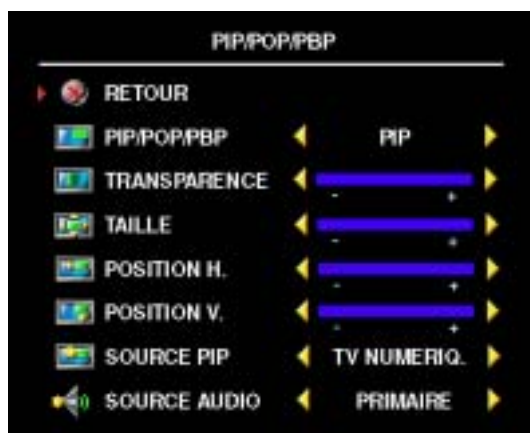 PIP/POP/PBP
RETOUR
PIP/POP/PBP PIP
TRANSPARENCE
- +
TAILLE
- +
POSITION H.
- +
POSITION V.
- +
SOURCE PIP TV NUMERIQ.
SOURCE AUDIO PRIMAIRE